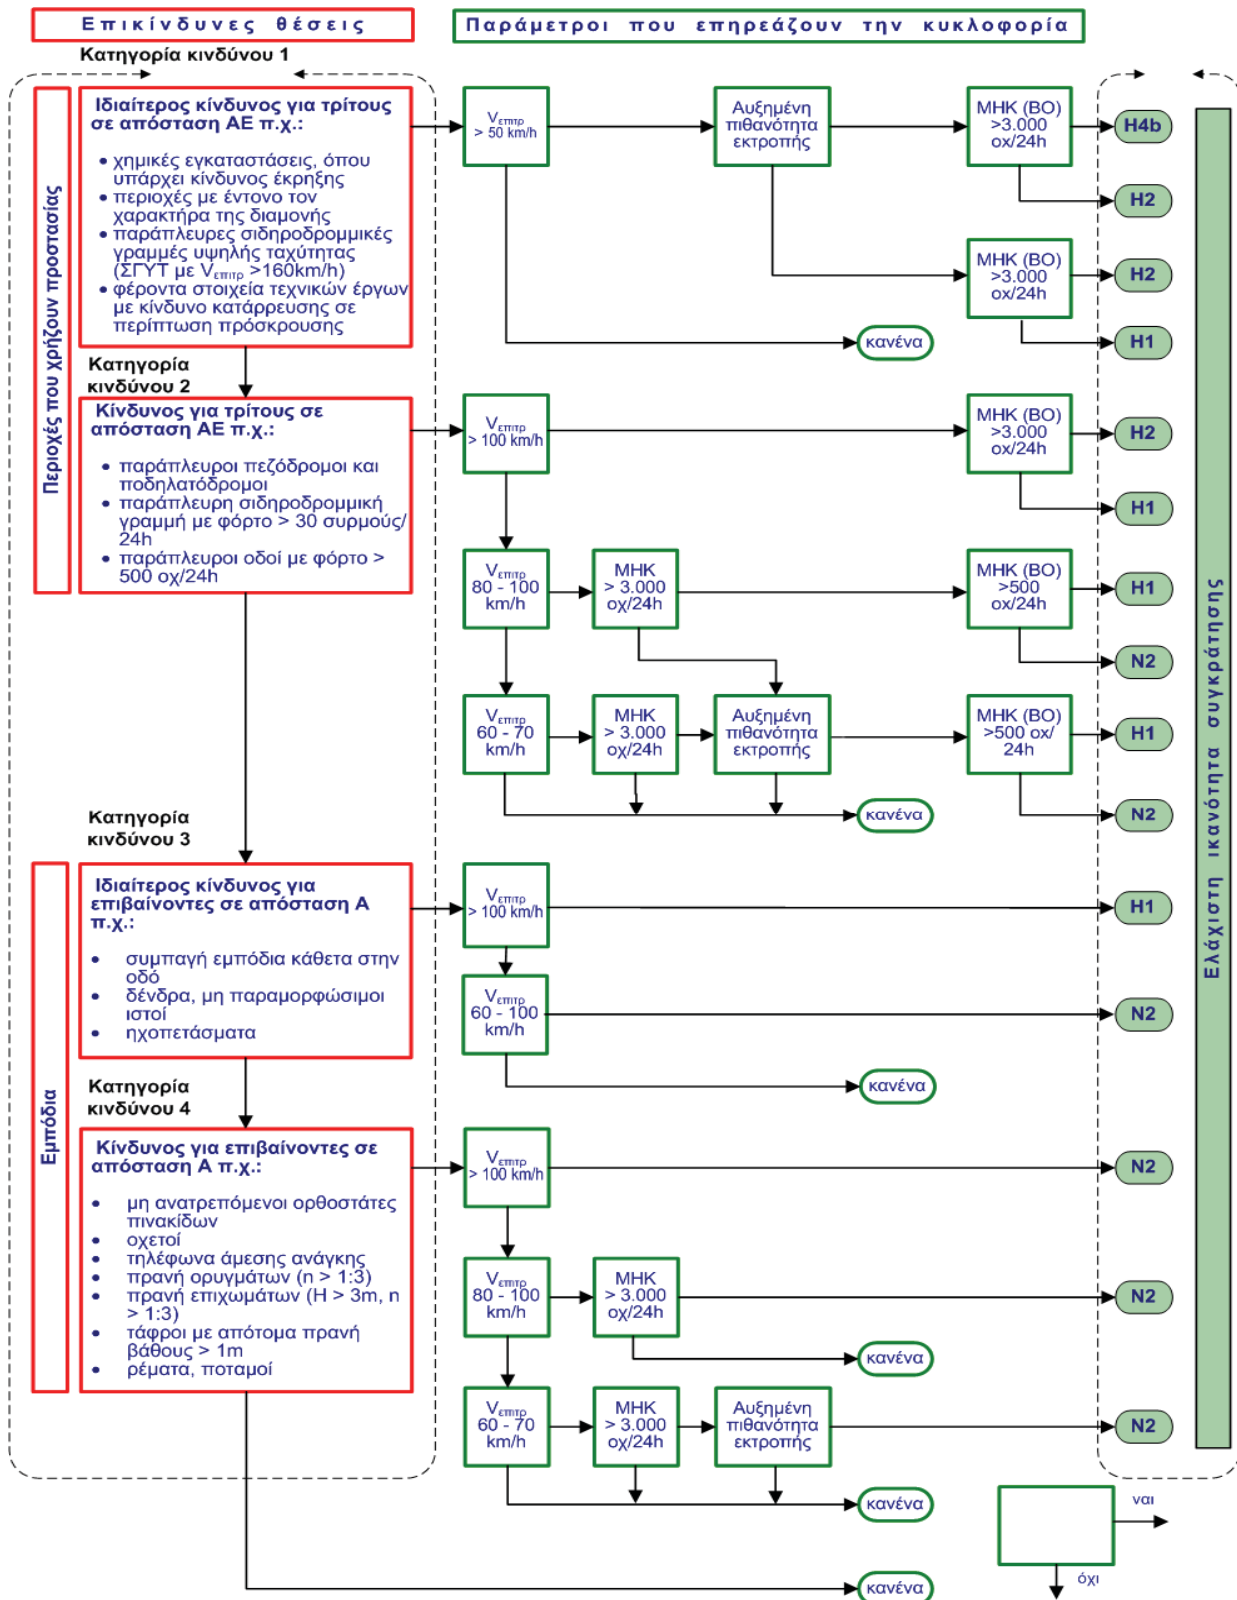 Επικίνδυνες θέσεις
Παράμετροι που επηρεάζουν την κυκλοφορία
Κατηγορία κινδύνου 1
Περιοχές που χρήζουν προστασίας
Ιδιαίτερος κίνδυνος για τρίτους
σε απόσταση ΑΕ π.χ.:
• χημικές εγκαταστάσεις, όπου
υπάρχει κίνδυνος έκρηξης
• περιοχές με έντονο τον
χαρακτήρα της διαμονής
• παράπλευρες σιδηροδρομμικές
γραμμές υψηλής ταχύτητας
(ΣΓΥΤ με Vεπιτρ >160km/h)
• φέροντα στοιχεία τεχνικών έργων
με κίνδυνο κατάρρευσης σε
περίπτωση πρόσκρουσης
Vεπιτρ
> 50 km/h
Αυξημένη
πιθανότητα
εκτροπής
ΜΗΚ (ΒΟ)
>3.000
οχ/24h
H4b
H2
ΜΗΚ (ΒΟ)
>3.000
οχ/24h
H2
H1
κανένα
Κατηγορία
κινδύνου 2
Κίνδυνος για τρίτους σε
απόσταση ΑΕ π.χ.:
• παράπλευροι πεζόδρομοι και
ποδηλατόδρομοι
• παράπλευρη σιδηροδρομμική
γραμμή με φόρτο > 30 συρμούς/
24h
• παράπλευροι οδοί με φόρτο >
500 οχ/24h
Vεπιτρ
> 100 km/h
ΜΗΚ (ΒΟ)
>3.000
οχ/24h
H2
H1
Vεπιτρ
80 - 100
km/h
ΜΗΚ
> 3.000
οχ/24h
ΜΗΚ (ΒΟ)
>500
οχ/24h
H1
N2
Vεπιτρ
60 - 70
km/h
ΜΗΚ
> 3.000
οχ/24h
Αυξημένη
πιθανότητα
εκτροπής
ΜΗΚ (ΒΟ)
>500 οχ/
24h
H1
N2
κανένα
Κατηγορία
κινδύνου 3
Εμπόδια
Ιδιαίτερος κίνδυνος για
επιβαίνοντες σε απόσταση Α
π.χ.:
• συμπαγή εμπόδια κάθετα στην
οδό
• δένδρα, μη παραμορφώσιμοι
ιστοί
• ηχοπετάσματα
Vεπιτρ
> 100 km/h
H1
Vεπιτρ
60 - 100
km/h
N2
κανένα
Κατηγορία
κινδύνου 4
Κίνδυνος για επιβαίνοντες σε
απόσταση Α π.χ.:
• μη ανατρεπόμενοι ορθοστάτες
πινακίδων
• οχετοί
• τηλέφωνα άμεσης ανάγκης
• πρανή ορυγμάτων (n > 1:3)
• πρανή επιχωμάτων (H > 3m, n
> 1:3)
• τάφροι με απότομα πρανή
βάθους > 1m
• ρέματα, ποταμοί
Vεπιτρ
> 100 km/h
N2
Vεπιτρ
80 - 100
km/h
ΜΗΚ
> 3.000
οχ/24h
N2
κανένα
Vεπιτρ
60 - 70
km/h
ΜΗΚ
> 3.000
οχ/24h
Αυξημένη
πιθανότητα
εκτροπής
N2
κανένα
κανένα
Ελάχιστη ικανότητα συγκράτησης
ναι
όχι